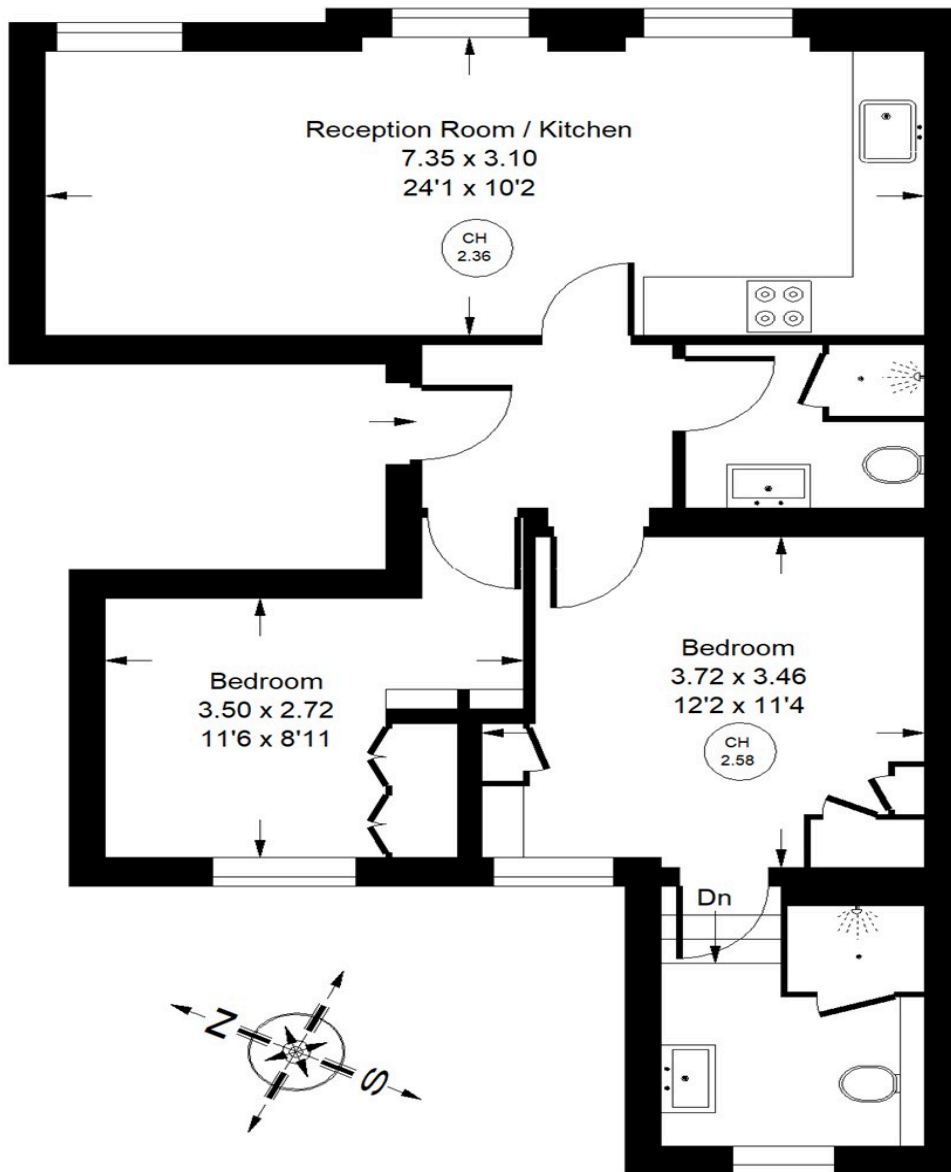 Reception Room / Kitchen
7.35 x 3.10
24'1 x 10'2
CH
2.36
Bedroom
3.50 x 2.72
11'6 x 8'11
Bedroom
3.72 x 3.46
12'2 x 11'4
CH
2.58
Dn
N
S